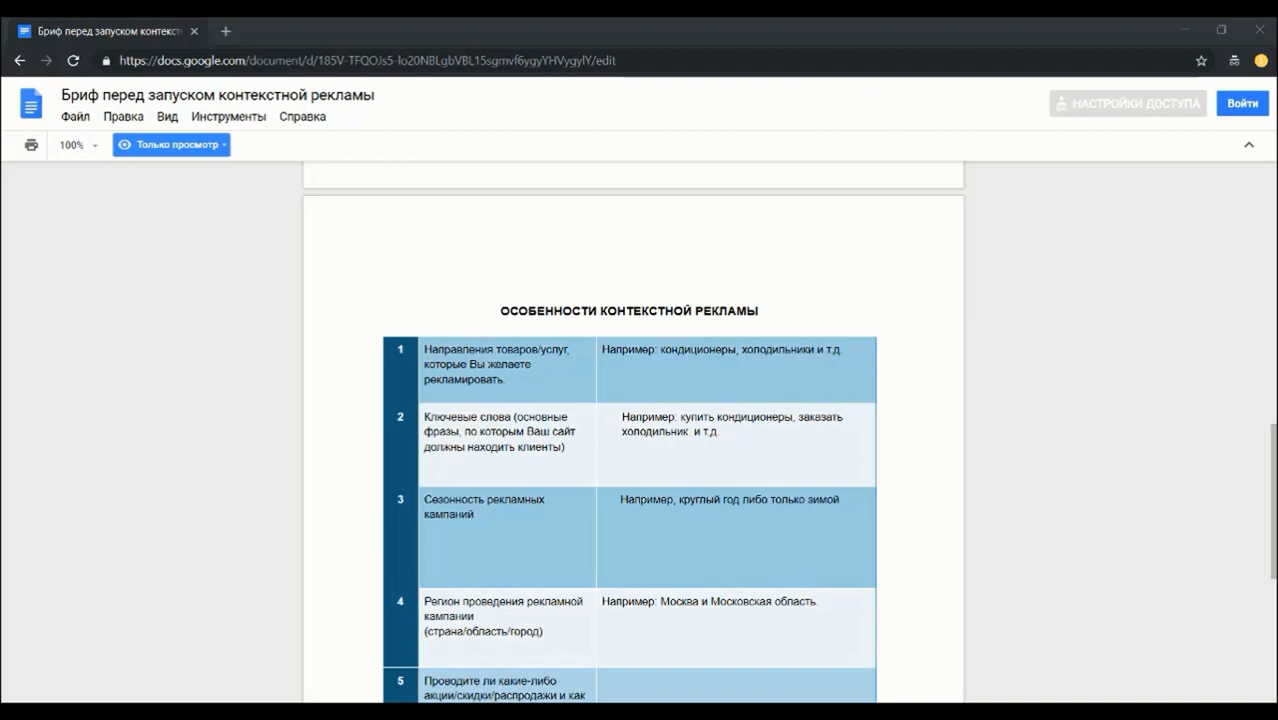 Бриф перед запуском контекст
https://docs.google.com/document/d/185V-TFQOJs5-lo20NBLgbVBL15sgmvf6ygyYHVygylY/edit
Бриф перед запуском контекстной рекламы
Файл Правка Вид Инструменты Справка
НАСТРОЙКИ ДОСТУПА
Войти
100% Только просмотр
ОСОБЕННОСТИ КОНТЕКСТНОЙ РЕКЛАМЫ
1 Направления товаров/услуг, Например: кондиционеры, холодильники и т.д.
которые Вы желаете
рекламировать.
2 Ключевые слова (основные Например: купить кондиционеры, заказать
фразы, по которым Ваш сайт холодильник и т.д.
должны находить клиенты)
3 Сезонность рекламных Например, круглый год либо только зимой
кампаний
4 Регион проведения рекламной Например: Москва и Московская область.
кампании
(страна/область/город)
5 Проводите ли какие-либо
акции/скидки/распродажи и как